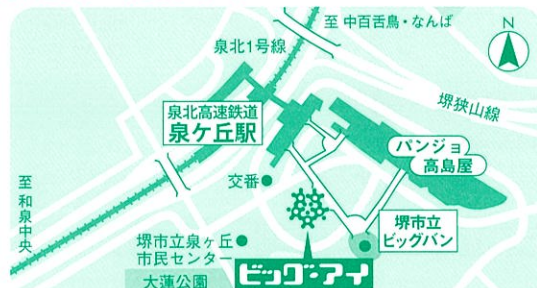 至 中百舌鳥・なんば
N
泉北1号線
堺狭山線
泉北高速鉄道
泉ケ丘駅
パンジョ
高島屋
至 和泉中央
交番
堺市立
ビッグバン
堺市立泉ヶ丘
市民センター
大蓮公園
ビッグ・アイ